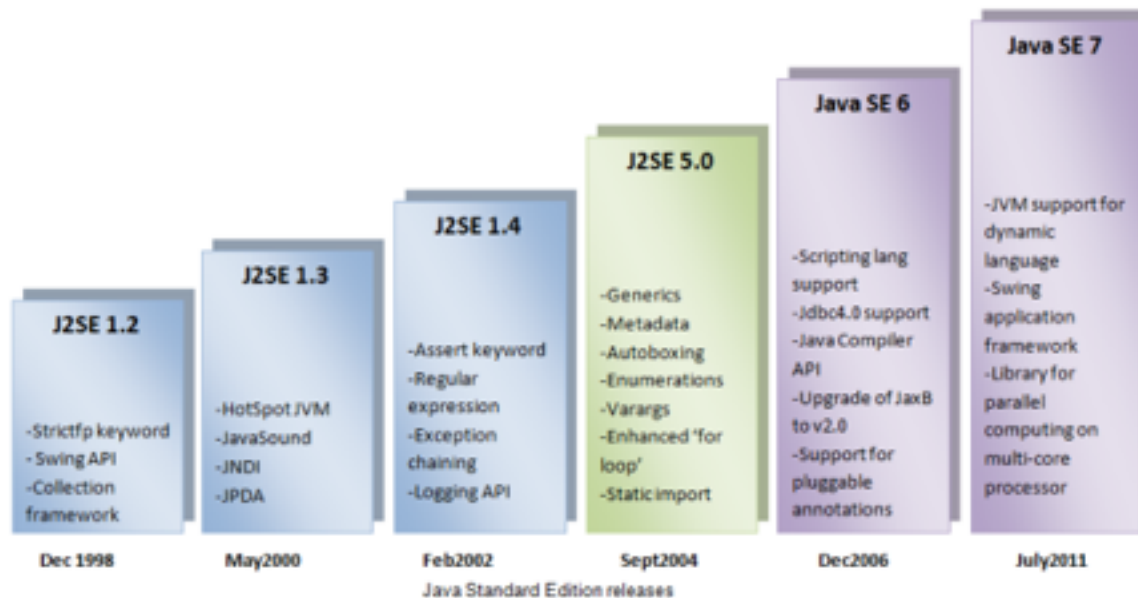 J2SE 1.2
-Strictfp keyword
- Swing API
-Collection
framework
Dec 1998
J2SE 1.3
-HotSpot JVM
-JavaSound
-JNDI
-JPDA
May2000
J2SE 1.4
-Assert keyword
-Regular
expression
-Exception
chaining
-Logging API
Feb2002
J2SE 5.0
-Generics
-Metadata
-Autoboxing
-Enumerations
-Varargs
-Enhanced 'for
loop'
-Static import
Sept2004
Java SE 6
-Scripting lang
support
-Jdbc4.0 support
-Java Compiler
API
-Upgrade of JaxB
to v2.0
-Support for
pluggable
annotations
Dec2006
Java SE 7
-JVM support for
dynamic
language
-Swing
application
framework
-Library for
parallel
computing on
multi-core
processor
July2011
Java Standard Edition releases